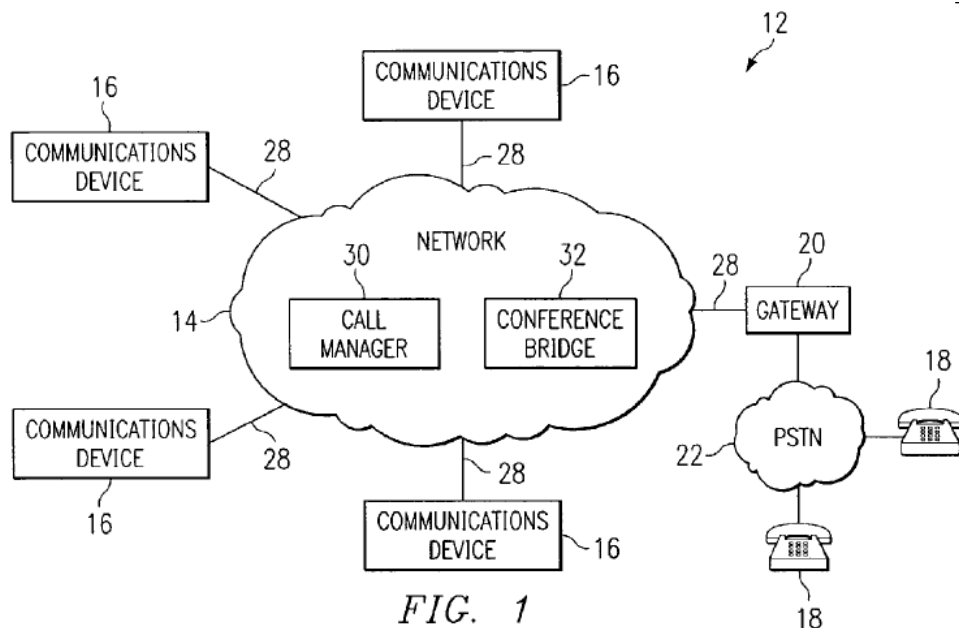 12
COMMUNICATIONS
DEVICE
16
16
COMMUNICATIONS
DEVICE
28
28
NETWORK
30
CALL
MANAGER
32
CONFERENCE
BRIDGE
14
28
20
GATEWAY
18
PSTN
22
18
COMMUNICATIONS
DEVICE
16
28
28
COMMUNICATIONS
DEVICE
16
FIG. 1